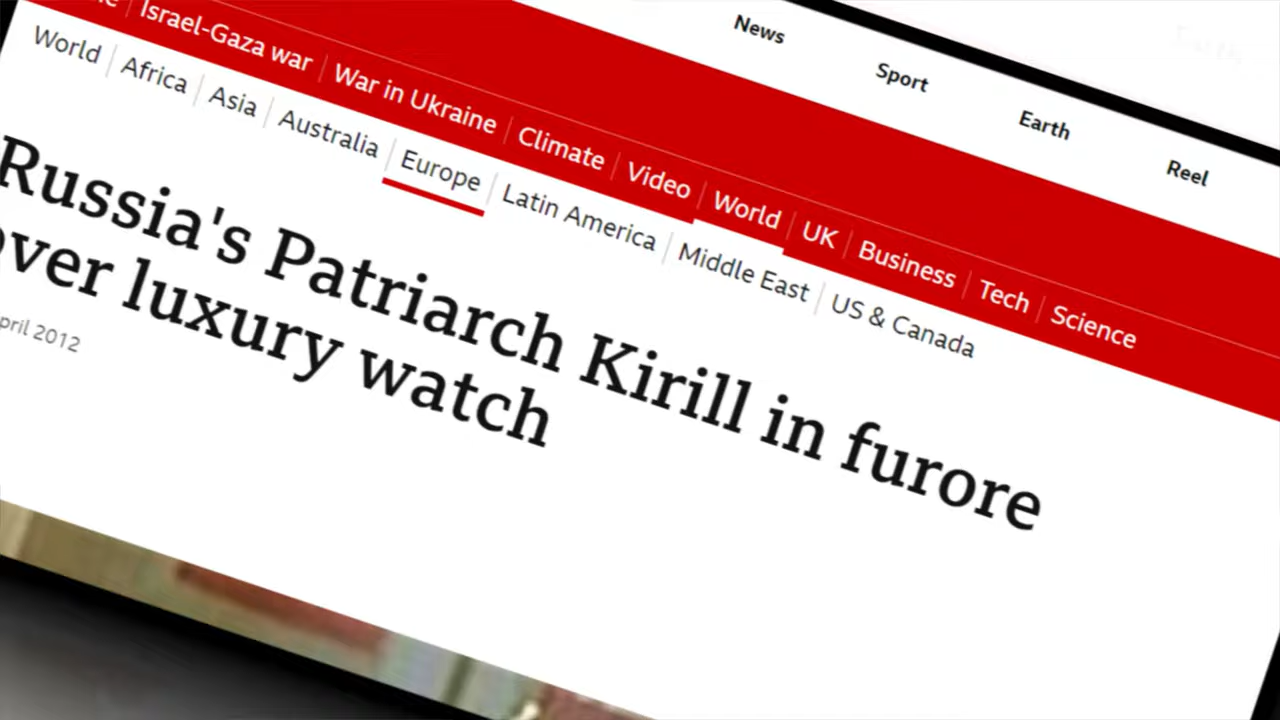 News
Sport
Earth
Reel
Israel-Gaza war
War in Ukraine
Climate
Video
World
UK
Business
Tech
Science
World
Africa
Asia
Australia
Europe
Latin America
Middle East
US & Canada
Russia's Patriarch Kirill in furore
over luxury watch
2012